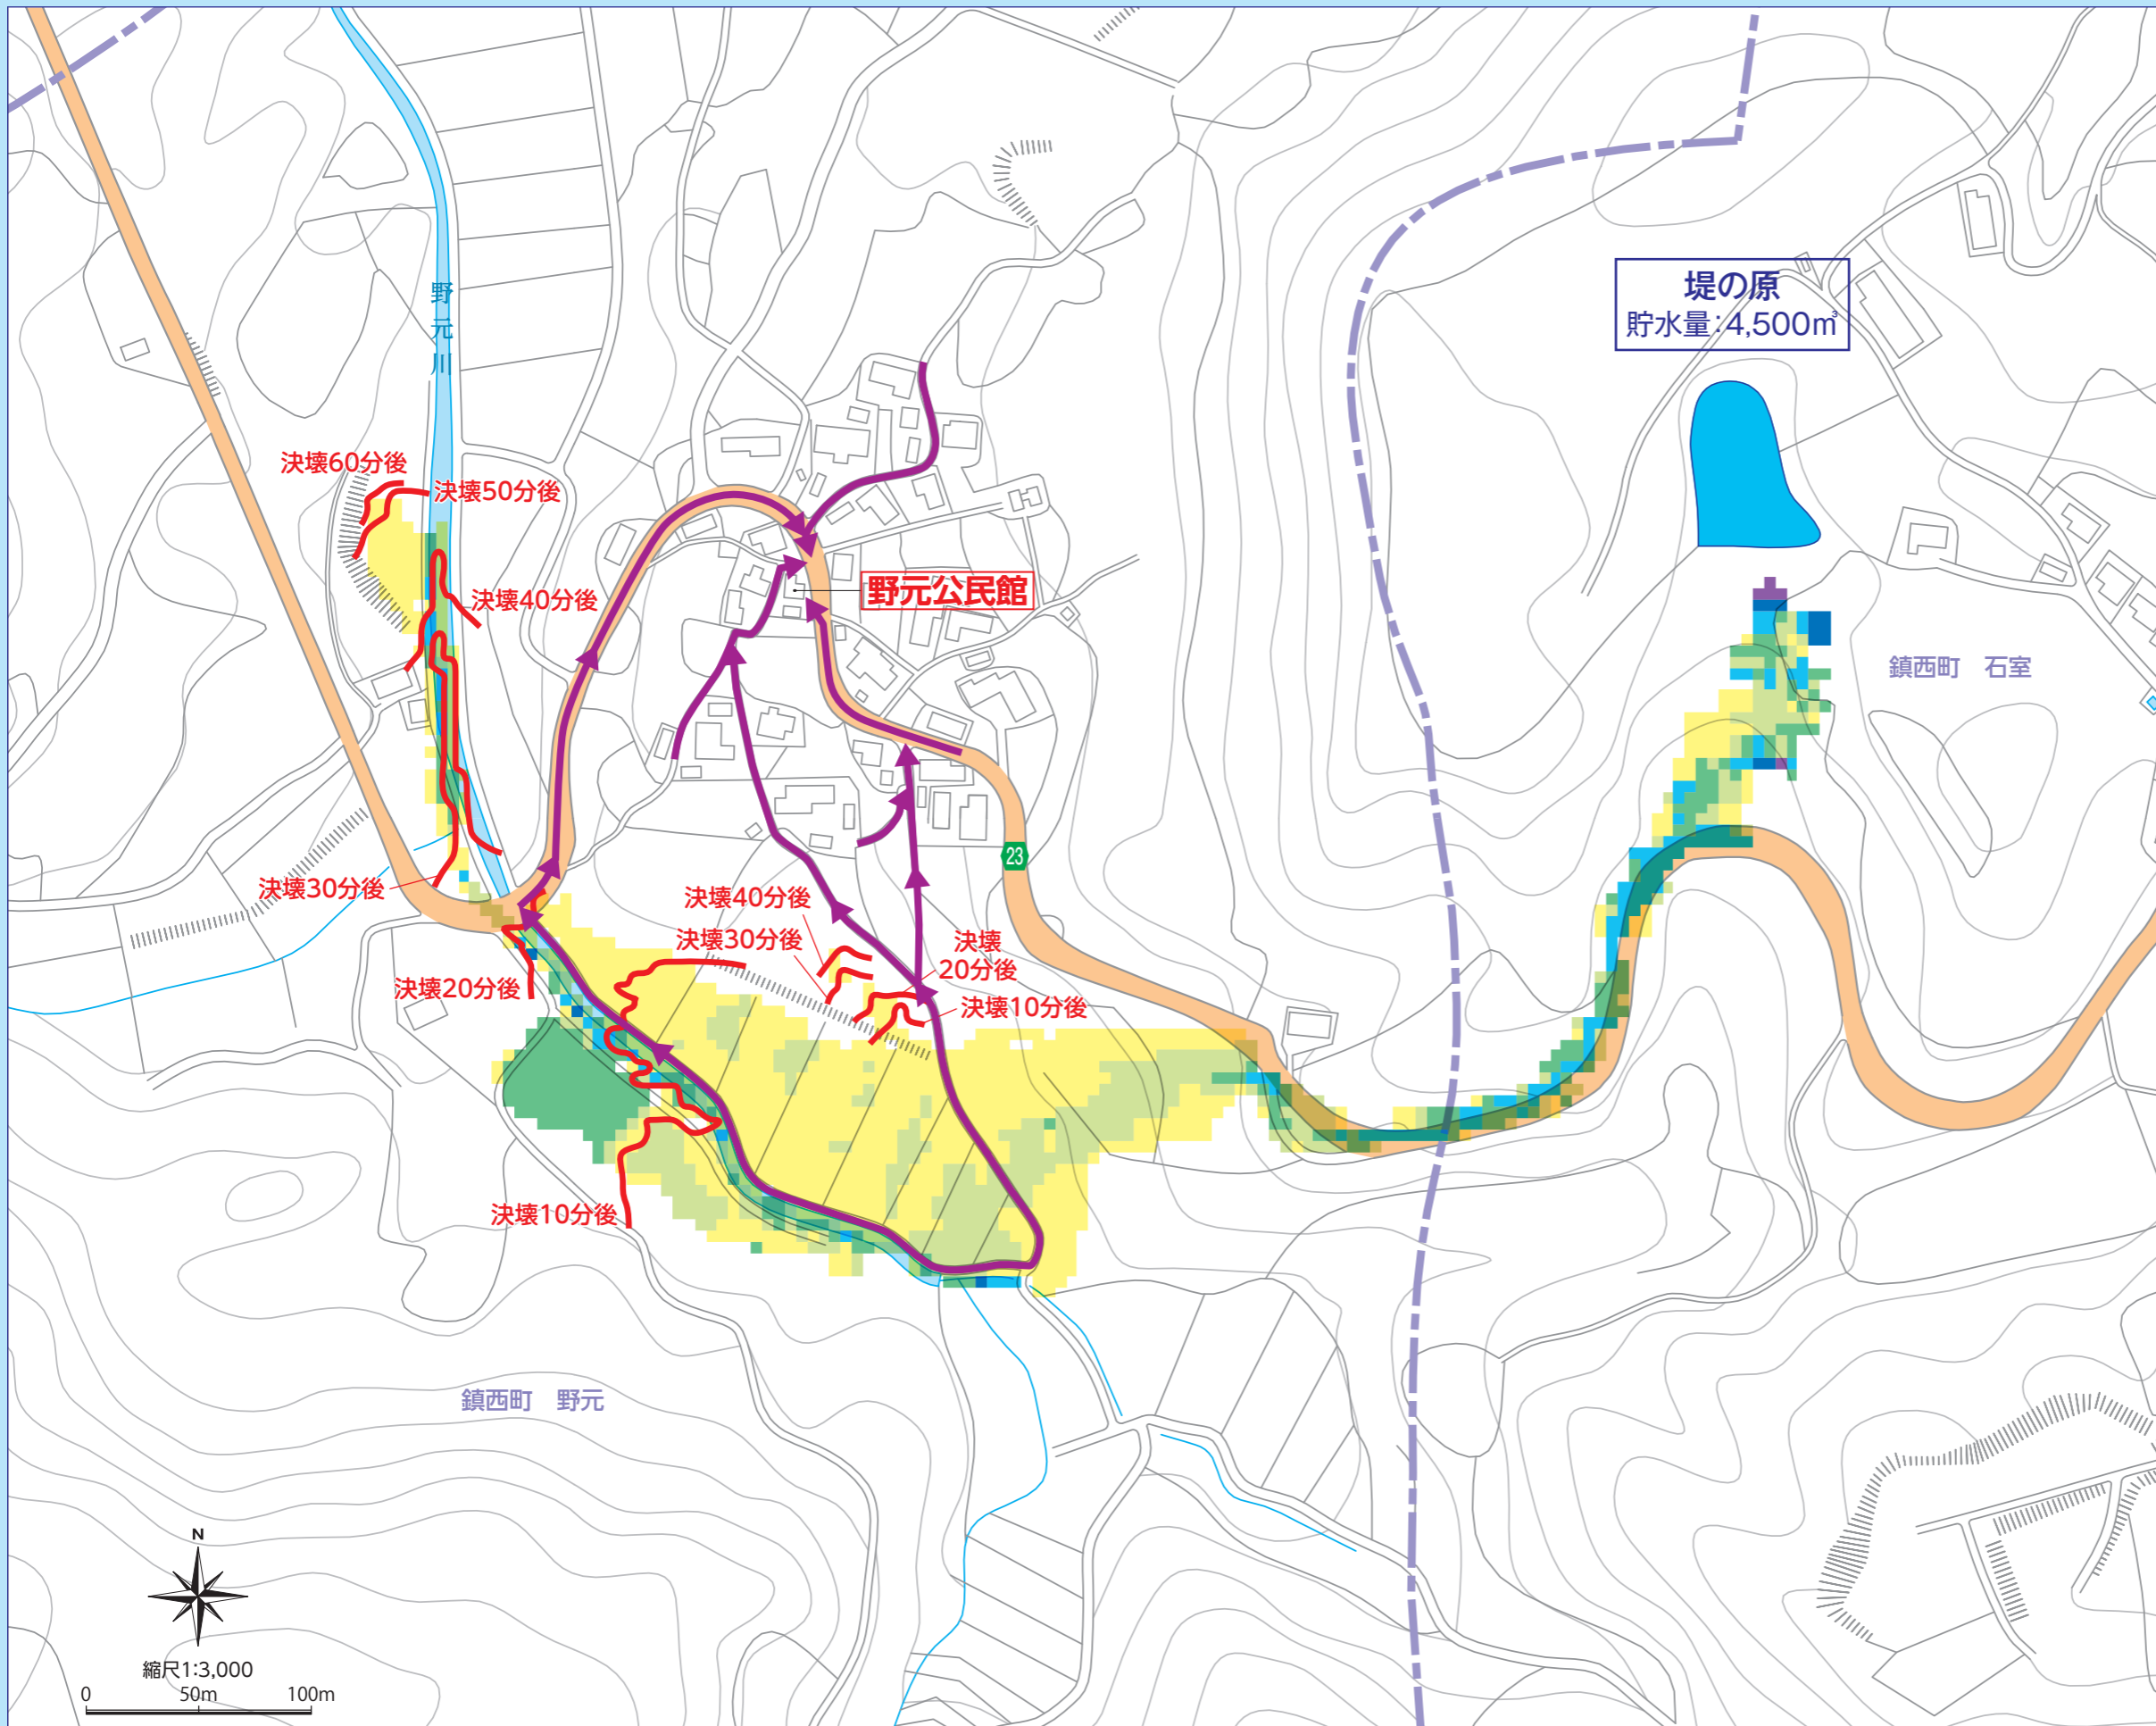 野元川
堤の原
貯水量：4,500㎥
決壊60分後
決壊50分後
決壊40分後
野元公民館
鎮西町　石室
23
決壊30分後
決壊40分後
決壊30分後
決壊
20分後
決壊20分後
決壊10分後
決壊10分後
鎮西町　野元
N
縮尺1:3,000
0 50m 100m